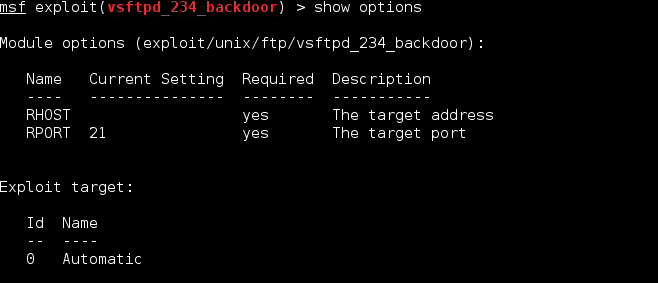 msf exploit(vsftpd_234_backdoor) > show options
Module options (exploit/unix/ftp/vsftpd_234_backdoor):
Name Current Setting Required Description
---- --------------- -------- -----------
RHOST yes The target address
RPORT 21 yes The target port
Exploit target:
Id Name
-- ----
0 Automatic